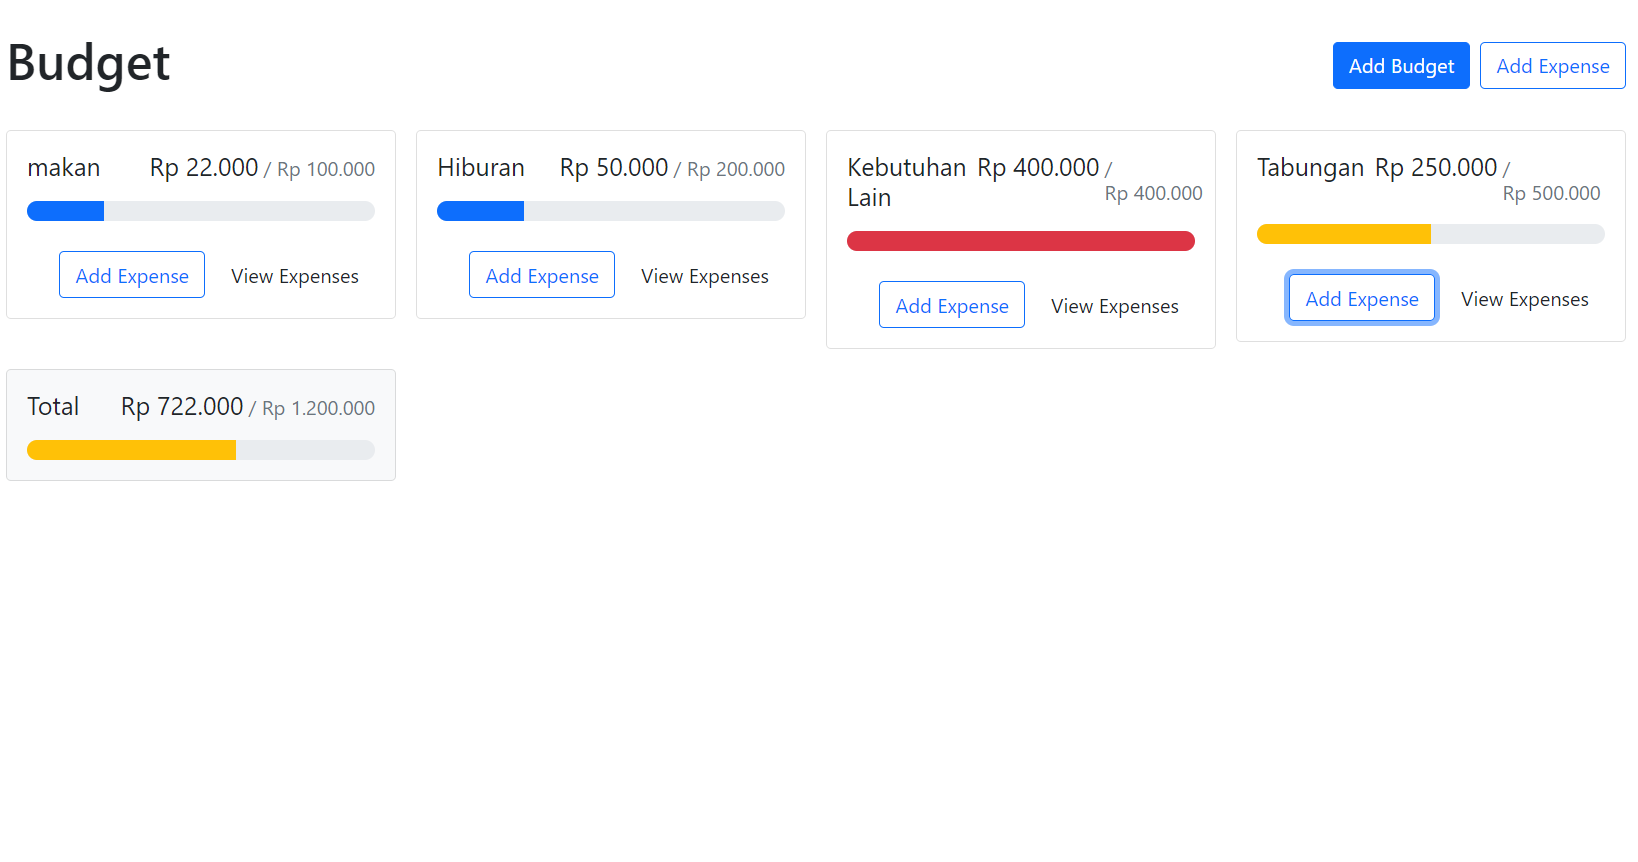 Budget
Add Budget
Add Expense
makan Rp 22.000 / Rp 100.000
Add Expense
View Expenses
Hiburan Rp 50.000 / Rp 200.000
Add Expense
View Expenses
Kebutuhan Rp 400.000 /
Lain Rp 400.000
Add Expense
View Expenses
Tabungan Rp 250.000 /
Rp 500.000
Add Expense
View Expenses
Total Rp 722.000 / Rp 1.200.000